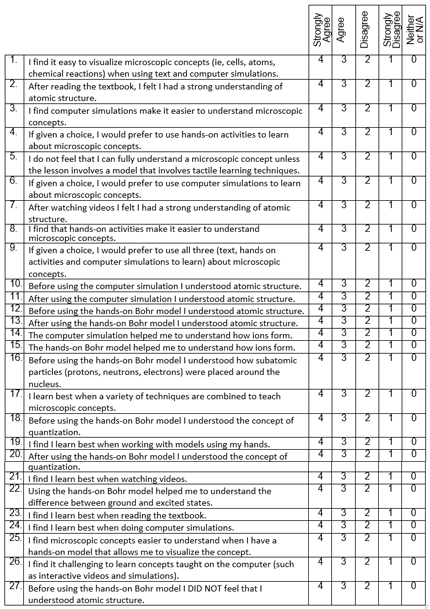 Strongly Agree Agree Disagree Strongly Disagree Neither or N/A
1. I find it easy to visualize microscopic concepts (ie, cells, atoms, 4 3 2 1 0
chemical reactions) when using text and computer simulations.
2. After reading the textbook, I felt I had a strong understanding of 4 3 2 1 0
atomic structure.
3. I find computer simulations make it easier to understand microscopic 4 3 2 1 0
concepts.
4. If given a choice, I would prefer to use hands-on activities to learn 4 3 2 1 0
about microscopic concepts.
5. I do not feel that I can fully understand a microscopic concept unless 4 3 2 1 0
the lesson involves a model that involves tactile learning techniques.
6. If given a choice, I would prefer to use computer simulations to learn 4 3 2 1 0
about microscopic concepts.
7. After watching videos I felt I had a strong understanding of atomic 4 3 2 1 0
structure.
8. I find that hands-on activities make it easier to understand 4 3 2 1 0
microscopic concepts.
9. If given a choice, I would prefer to use all three (text, hands on 4 3 2 1 0
activities and computer simulations to learn) about microscopic
concepts.
10. Before using the computer simulation I understood atomic structure. 4 3 2 1 0
11. After using the computer simulation I understood atomic structure. 4 3 2 1 0
12. Before using the hands-on Bohr model I understood atomic structure. 4 3 2 1 0
13. After using the hands-on Bohr model I understood atomic structure. 4 3 2 1 0
14. The computer simulation helped me to understand how ions form. 4 3 2 1 0
15. The hands-on Bohr model helped me to understand how ions form. 4 3 2 1 0
16. Before using the hands-on Bohr model I understood how subatomic 4 3 2 1 0
particles (protons, neutrons, electrons) were placed around the
nucleus.
17. I learn best when a variety of techniques are combined to teach 4 3 2 1 0
microscopic concepts.
18. Before using the hands-on Bohr model I understood the concept of 4 3 2 1 0
quantization.
19. I find I learn best when working with models using my hands. 4 3 2 1 0
20. After using the hands-on Bohr model I understood the concept of 4 3 2 1 0
quantization.
21. I find I learn best when watching videos. 4 3 2 1 0
22. Using the hands-on Bohr model helped me to understand the 4 3 2 1 0
difference between ground and excited states.
23. I find I learn best when reading the textbook. 4 3 2 1 0
24. I find I learn best when doing computer simulations. 4 3 2 1 0
25. I find microscopic concepts easier to understand when I have a 4 3 2 1 0
hands-on model that allows me to visualize the concept.
26. I find it challenging to learn concepts taught on the computer (such 4 3 2 1 0
as interactive videos and simulations).
27. Before using the hands-on Bohr model I DID NOT feel that I 4 3 2 1 0
understood atomic structure.